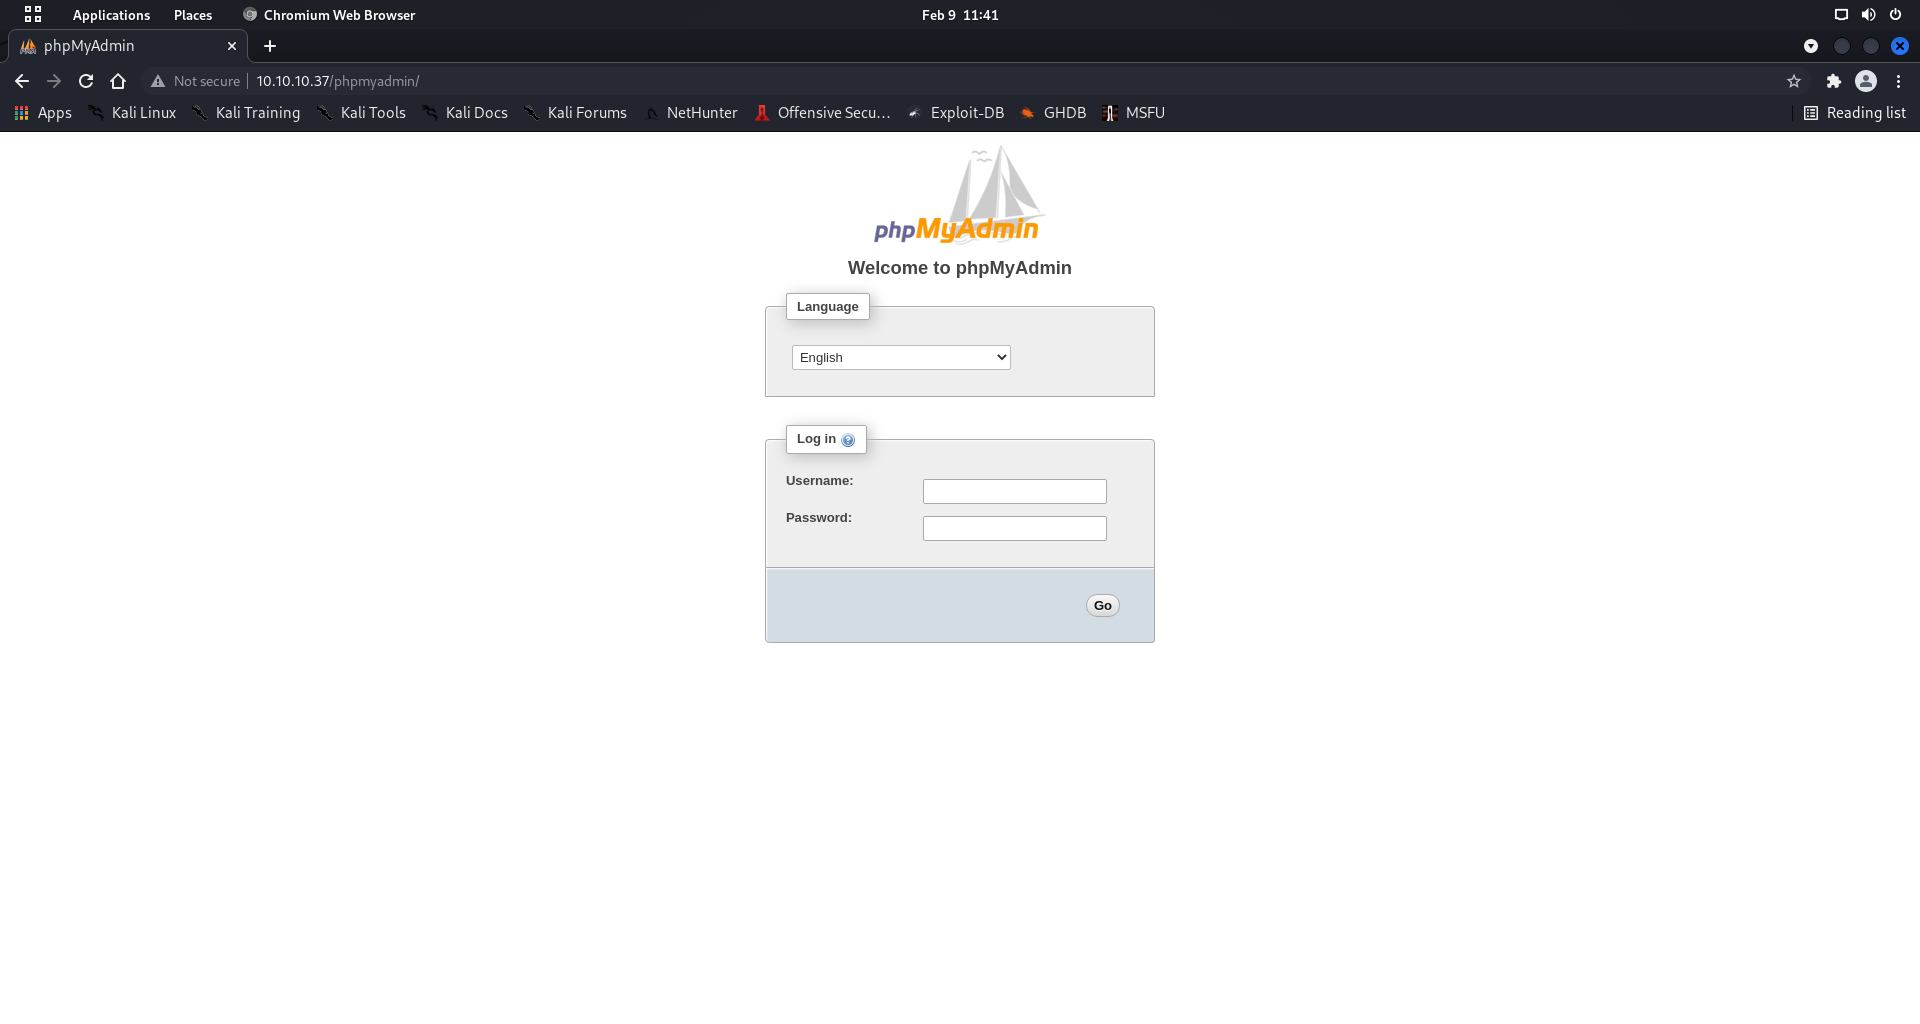 Applications Places Chromium Web Browser Feb 9 11:41
phpMyAdmin
Not secure 10.10.10.37/phpmyadmin/
Apps Kali Linux Kali Training Kali Tools Kali Docs Kali Forums NetHunter Offensive Secu... Exploit-DB GHDB MSFU Reading list
phpMyAdmin
Welcome to phpMyAdmin
Language
English
Log in
Username:
Password:
Go